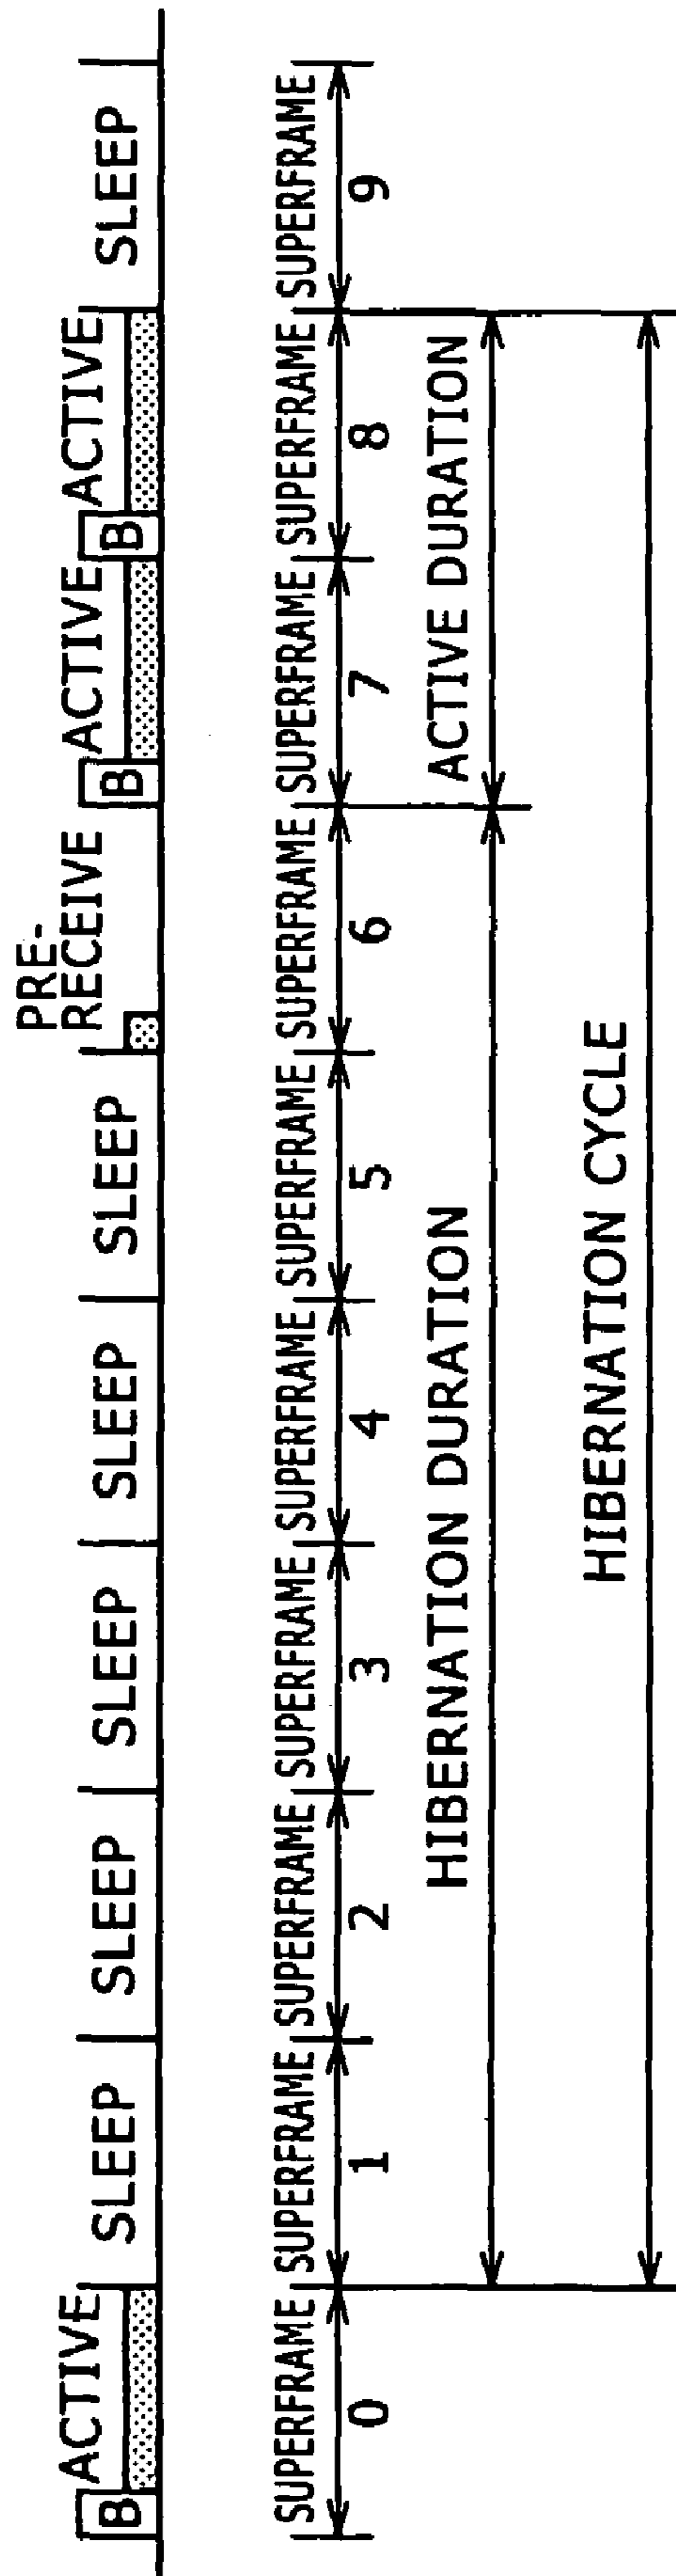 B ACTIVE SLEEP SLEEP SLEEP SLEEP SLEEP PRE-
RECEIVE B ACTIVE B ACTIVE SLEEP
SUPERFRAME SUPERFRAME SUPERFRAME SUPERFRAME SUPERFRAME SUPERFRAME SUPERFRAME SUPERFRAME SUPERFRAME SUPERFRAME
0 1 2 3 4 5 6 7 8 9
HIBERNATION DURATION ACTIVE DURATION
HIBERNATION CYCLE